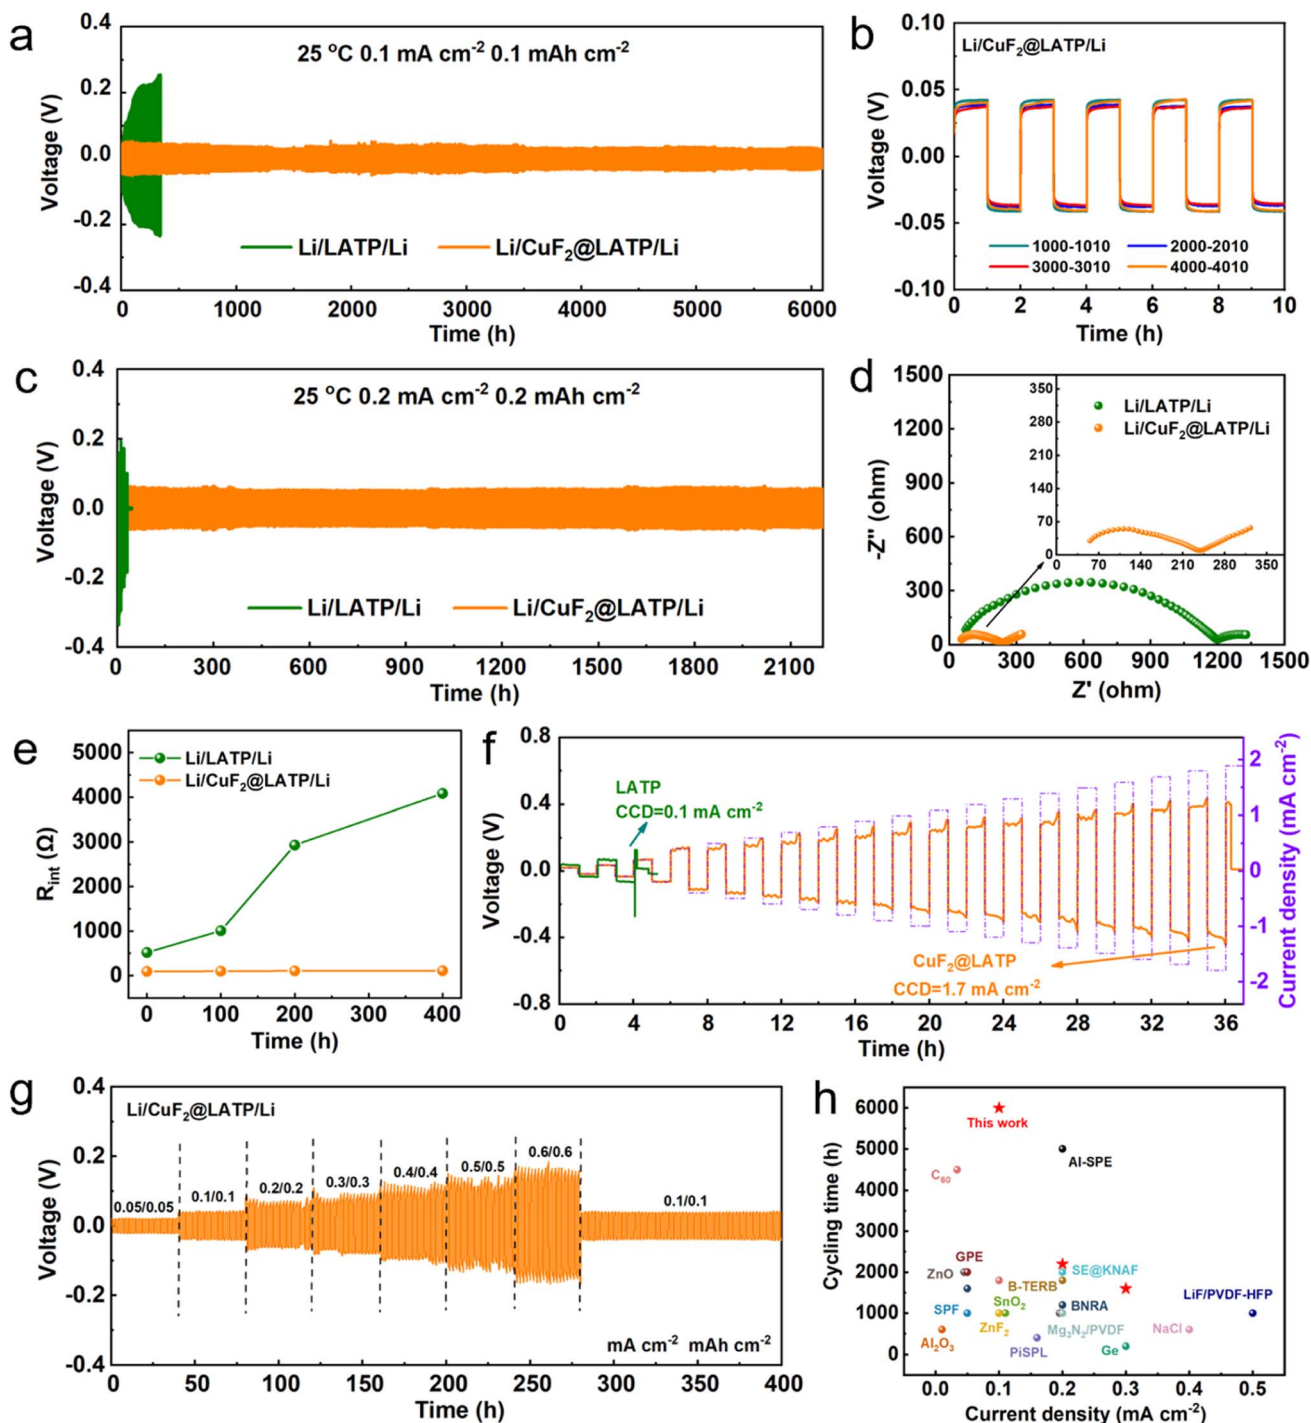 a
0.4
0.2
0.0
-0.2
-0.4
Voltage (V)
25 °C 0.1 mA cm⁻² 0.1 mAh cm⁻²
Li/LATP/Li
Li/CuF₂@LATP/Li
0 1000 2000 3000 4000 5000 6000
Time (h)
b
0.10
0.05
0.00
-0.05
-0.10
Voltage (V)
Li/CuF₂@LATP/Li
1000-1010
2000-2010
3000-3010
4000-4010
0 2 4 6 8 10
Time (h)
c
0.4
0.2
0.0
-0.2
-0.4
Voltage (V)
25 °C 0.2 mA cm⁻² 0.2 mAh cm⁻²
Li/LATP/Li
Li/CuF₂@LATP/Li
0 300 600 900 1200 1500 1800 2100
Time (h)
d
1500
1200
900
600
300
0
-Z'' (ohm)
350
280
210
140
70
0
Li/LATP/Li
Li/CuF₂@LATP/Li
0 70 140 210 280 350
0 300 600 900 1200 1500
Z' (ohm)
e
5000
4000
3000
2000
1000
0
R_int (Ω)
Li/LATP/Li
Li/CuF₂@LATP/Li
0 100 200 300 400
Time (h)
f
0.8
0.4
0.0
-0.4
-0.8
Voltage (V)
LATP
CCD=0.1 mA cm⁻²
CuF₂@LATP
CCD=1.7 mA cm⁻²
2
1
0
-1
-2
Current density (mA cm⁻²)
0 4 8 12 16 20 24 28 32 36
Time (h)
g
0.4
0.2
0.0
-0.2
-0.4
Voltage (V)
Li/CuF₂@LATP/Li
0.05/0.05
0.1/0.1
0.2/0.2
0.3/0.3
0.4/0.4
0.5/0.5
0.6/0.6
0.1/0.1
mA cm⁻² mAh cm⁻²
0 40 80 120 160 200 240 280 320 360 400
Time (h)
h
6000
5000
4000
3000
2000
1000
0
Cycling time (h)
This work
Al-SPE
C₆₀
GPE
ZnO
SE@KNAF
B-TERB
SPF
SnO₂
BNRA
LiF/PVDF-HFP
ZnF₂
Mg₃N₂/PVDF
NaCl
Al₂O₃
PiSPL
Ge
0.0 0.1 0.2 0.3 0.4 0.5
Current density (mA cm⁻²)